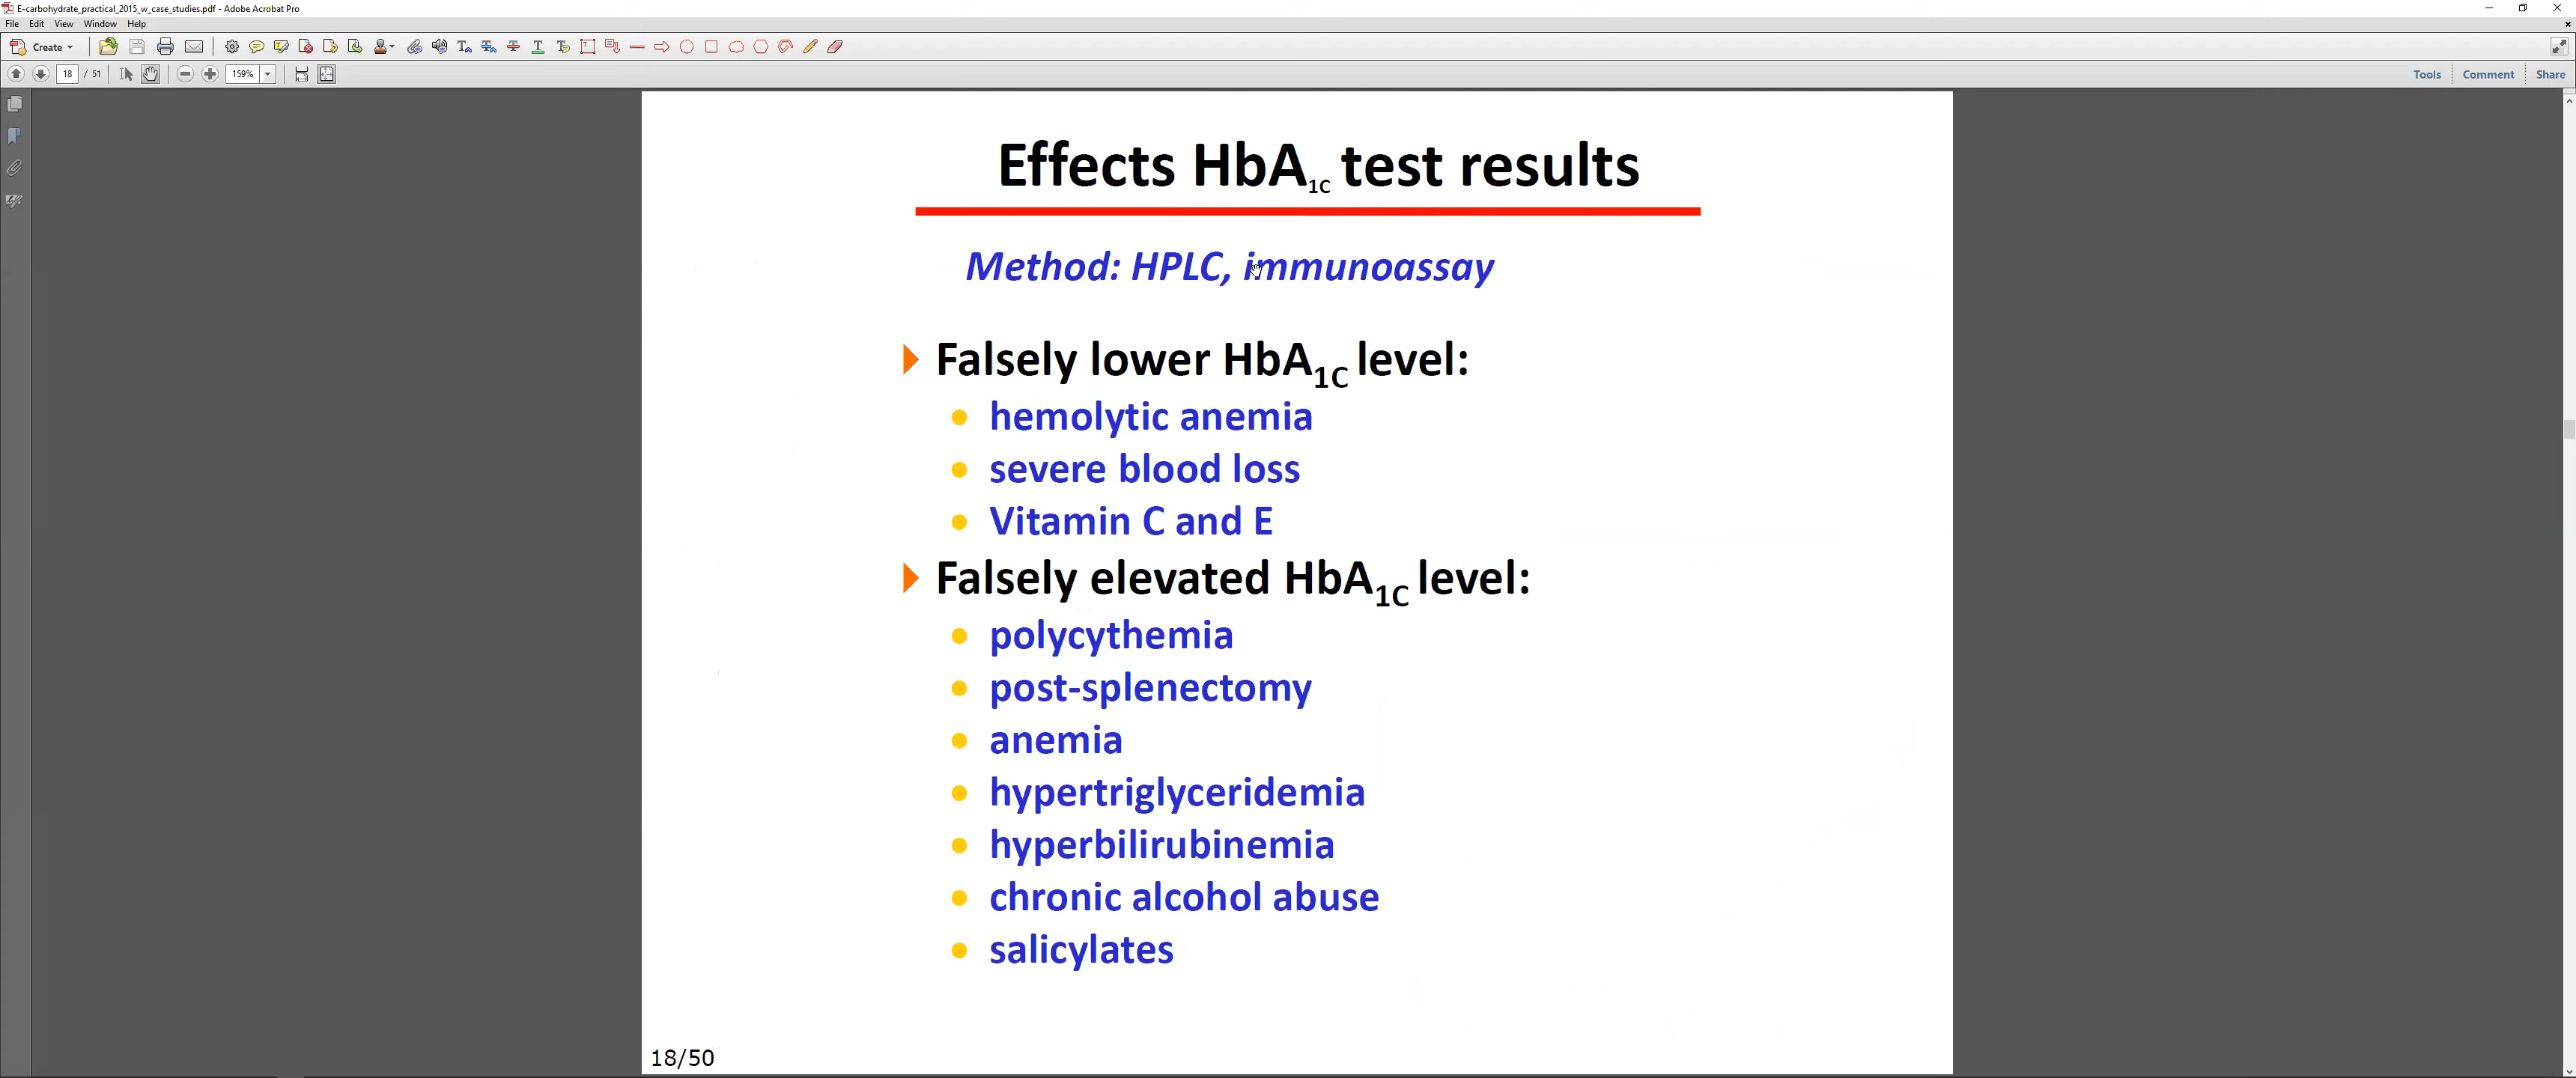 E-carbohydrate_practical_2015_w_case_studies.pdf - Adobe Acrobat Pro
File Edit View Window Help
Create
18 / 51 159% Tools Comment Share
Effects HbA1C test results
Method: HPLC, immunoassay
Falsely lower HbA1C level:
hemolytic anemia
severe blood loss
Vitamin C and E
Falsely elevated HbA1C level:
polycythemia
post-splenectomy
anemia
hypertriglyceridemia
hyperbilirubinemia
chronic alcohol abuse
salicylates
18/50